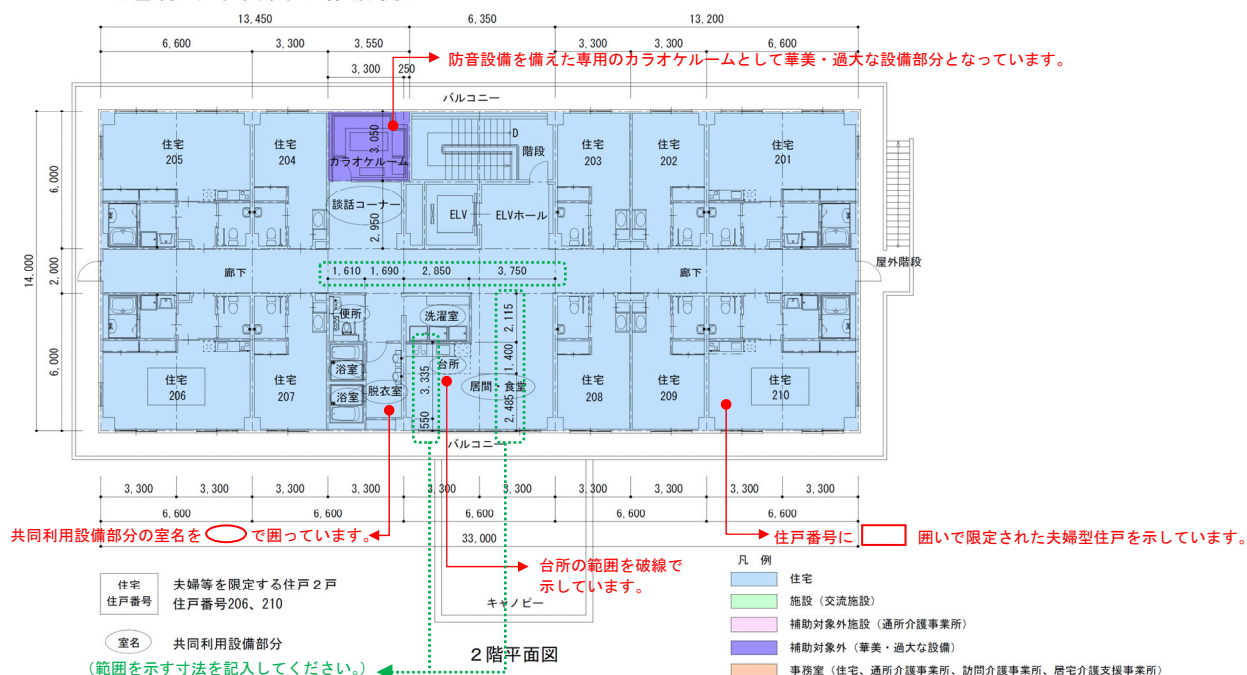 13,450 6,350 13,200
6,600 3,300 3,550 3,300 3,300 6,600
防音設備を備えた専用のカラオケルームとして華美・過大な設備部分となっています。
3,300 250
バルコニー
住宅 205
住宅 204
3,050
カラオケルーム
D
階段
住宅 203
住宅 202
住宅 201
6,000
談話コーナー
ELV
ELVホール
2,950
14,000
2,000
廊下
1,610 1,690 2,850 3,750
廊下
屋外階段
便所
洗濯室
2,115
6,000
浴室
台所
1,400
3,335
住宅 206
住宅 207
浴室
脱衣室
居間・食堂
住宅 208
住宅 209
住宅 210
550
2,485
バルコニー
3,300 3,300 3,300 3,300 3,300 3,300 3,300 3,300 3,300 3,300
6,600 6,600 6,600 6,600 6,600
共同利用設備部分の室名を で囲っています。
33,000
住戸番号に 囲いで限定された夫婦型住戸を示しています。
台所の範囲を破線で
示しています。
キャノピー
住宅
住戸番号
夫婦等を限定する住戸2戸
住戸番号206、210
室名
共同利用設備部分
(範囲を示す寸法を記入してください。)
2階平面図
凡 例
住宅
施設（交流施設）
補助対象外施設（通所介護事業所）
補助対象外（華美・過大な設備）
事務室（住宅、通所介護事業所、訪問介護事業所、居宅介護支援事業所）